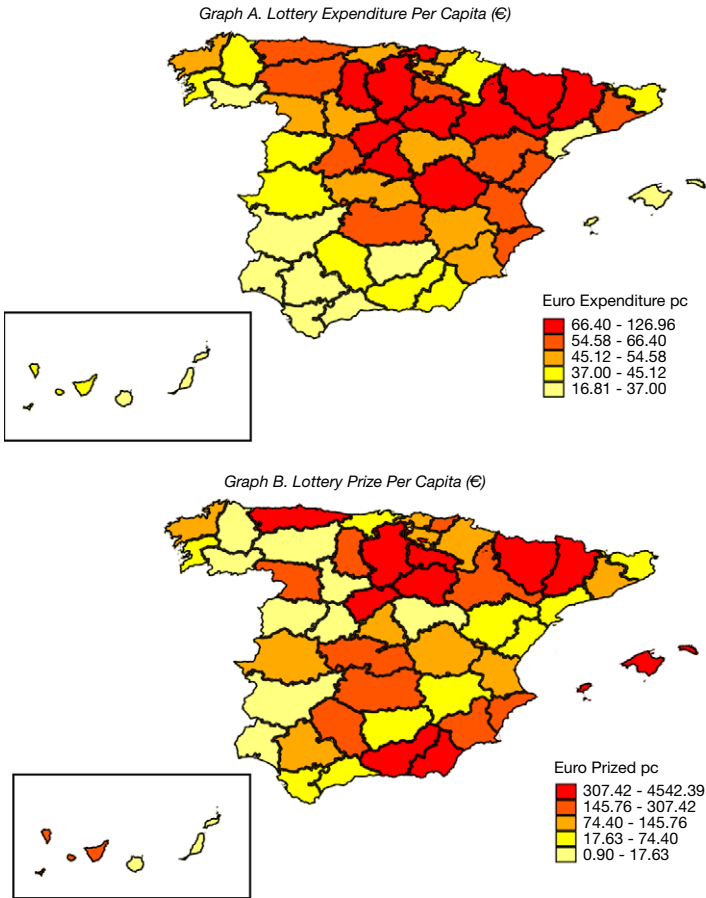 Graph A. Lottery Expenditure Per Capita (€)
Euro Expenditure pc
66.40 - 126.96
54.58 - 66.40
45.12 - 54.58
37.00 - 45.12
16.81 - 37.00
Graph B. Lottery Prize Per Capita (€)
Euro Prized pc
307.42 - 4542.39
145.76 - 307.42
74.40 - 145.76
17.63 - 74.40
0.90 - 17.63